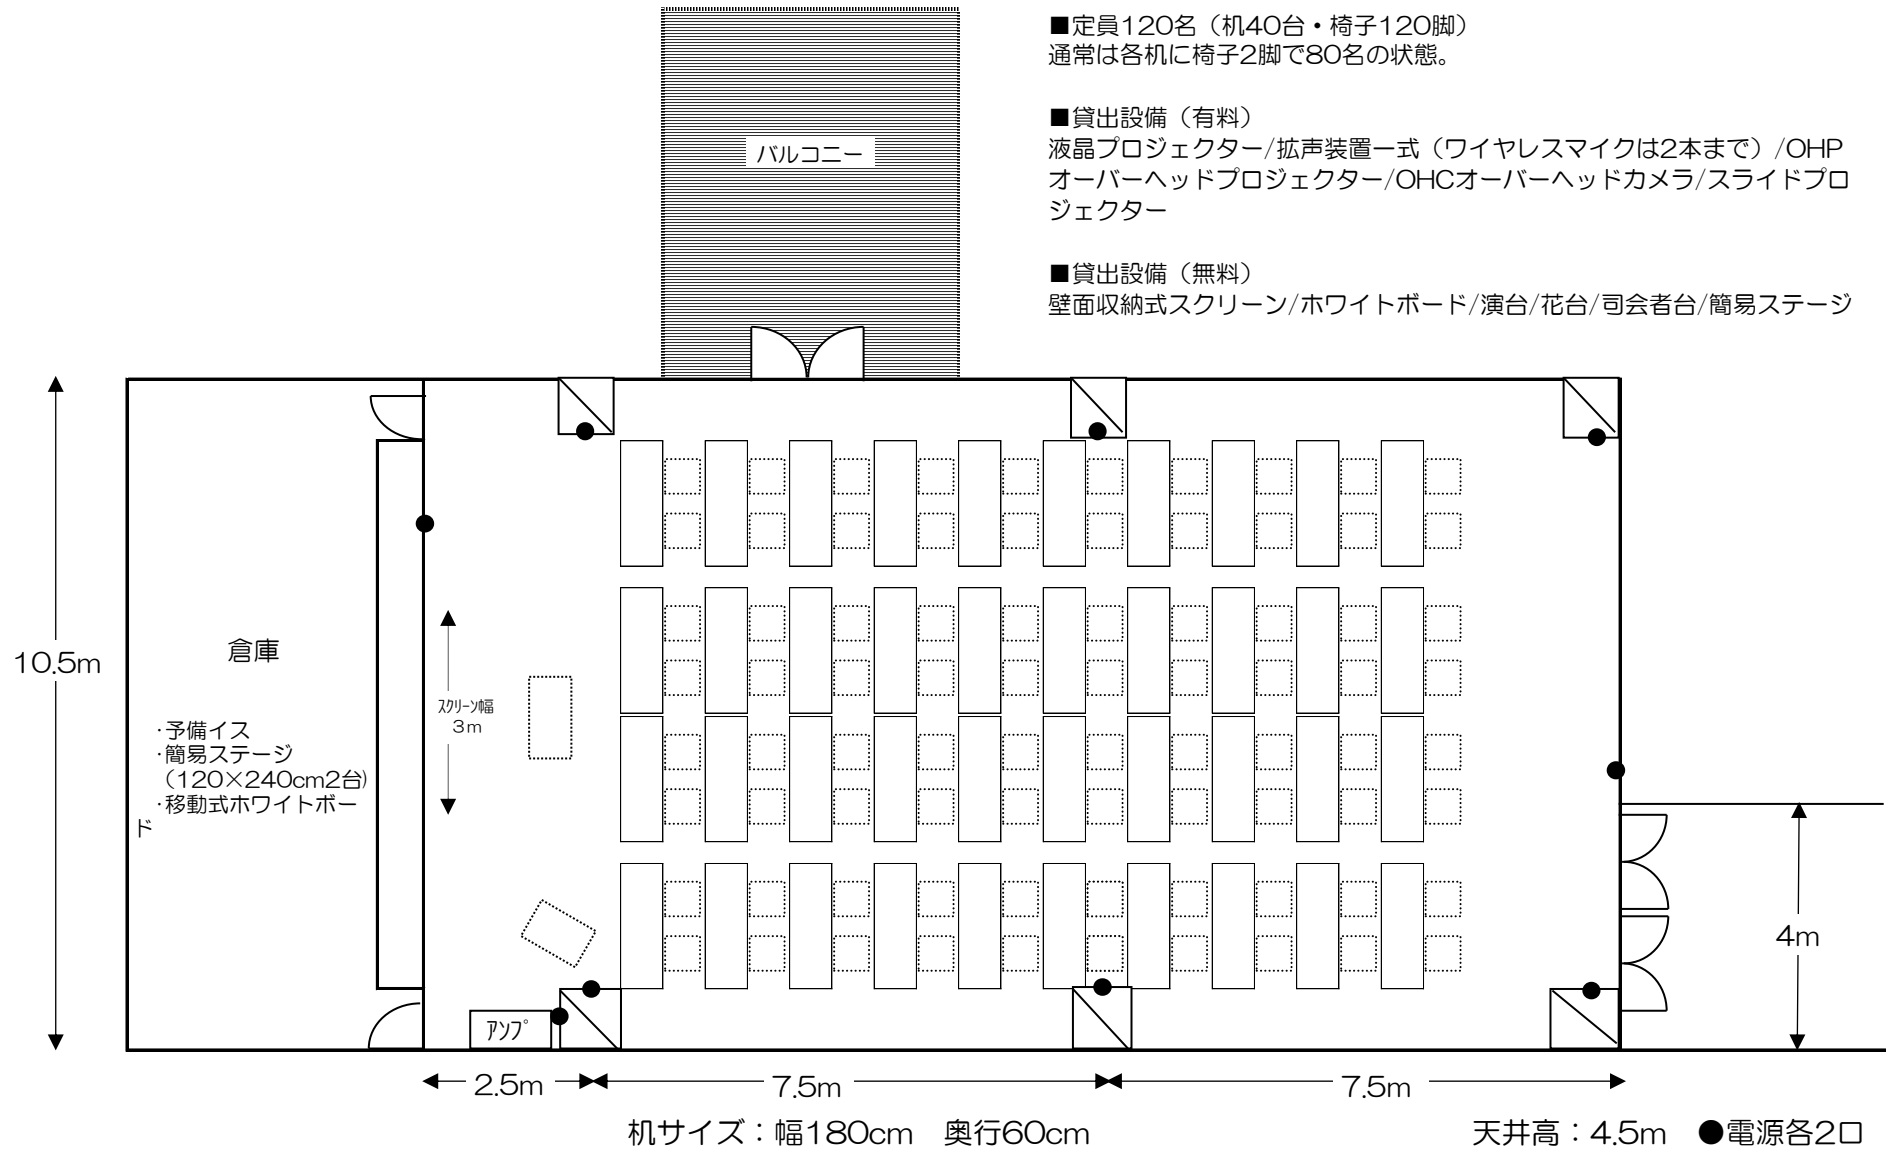 ■定員120名（机40台・椅子120脚）
通常は各机に椅子2脚で80名の状態。
■貸出設備（有料）
液晶プロジェクター/拡声装置一式（ワイヤレスマイクは2本まで）/OHP
オーバーヘッドプロジェクター/OHCオーバーヘッドカメラ/スライドプロ
ジェクター
■貸出設備（無料）
壁面収納式スクリーン/ホワイトボード/演台/花台/司会者台/簡易ステージ
バルコニー
10.5m
倉庫
・予備イス
・簡易ステージ
（120×240cm2台）
・移動式ホワイトボー
ド
ｽｸﾘｰﾝ幅
3m
ｱﾝﾌﾟ
4m
2.5m
7.5m
7.5m
机サイズ：幅180cm　奥行60cm
天井高：4.5m　●電源各2口